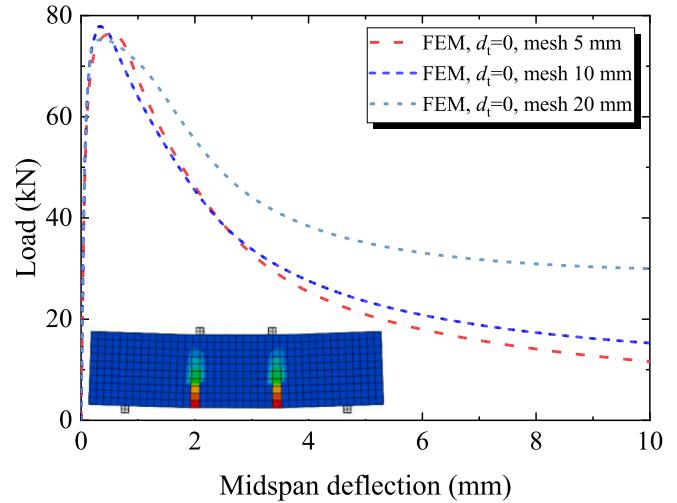 80
60
40
20
0
Load (kN)
FEM, dt=0, mesh 5 mm
FEM, dt=0, mesh 10 mm
FEM, dt=0, mesh 20 mm
0 2 4 6 8 10
Midspan deflection (mm)